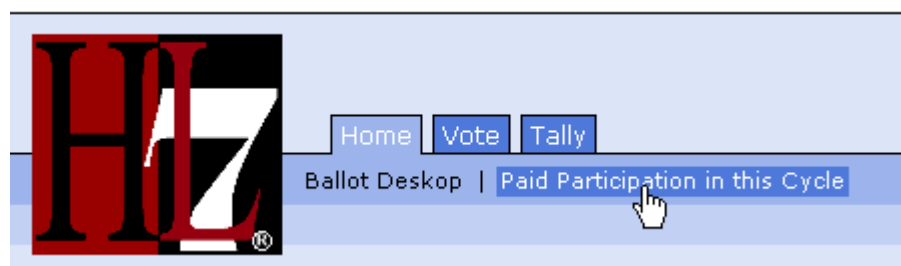 HL7®
Home Vote Tally
Ballot Deskop | Paid Participation in this Cycle